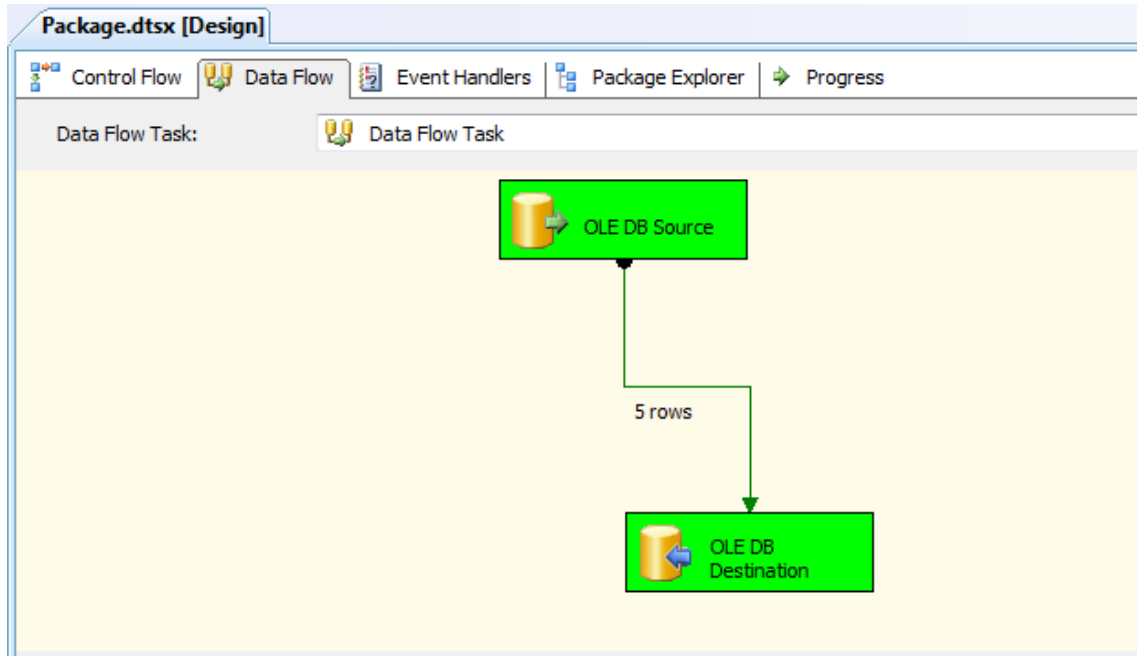 Package.dtsx [Design]
Control Flow Data Flow Event Handlers Package Explorer Progress
Data Flow Task: Data Flow Task
OLE DB Source
5 rows
OLE DB
Destination